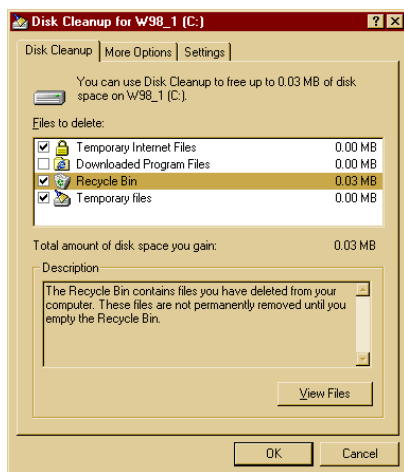 Disk Cleanup for W98_1 (C:)
Disk Cleanup More Options Settings
You can use Disk Cleanup to free up to 0.03 MB of disk
space on W98_1 (C:).
Files to delete:
Temporary Internet Files 0.00 MB
Downloaded Program Files 0.00 MB
Recycle Bin 0.03 MB
Temporary files 0.00 MB
Total amount of disk space you gain: 0.03 MB
Description
The Recycle Bin contains files you have deleted from your
computer. These files are not permanently removed until you
empty the Recycle Bin.
View Files
OK Cancel